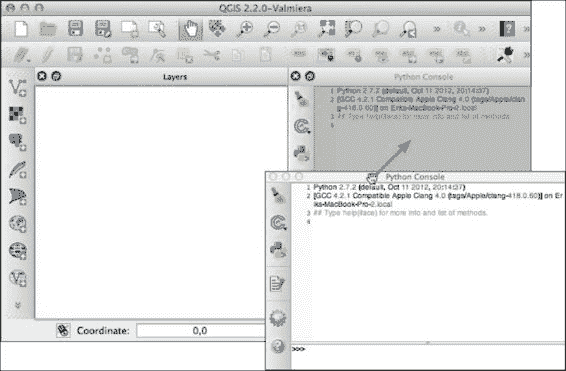 QGIS 2.2.0-Valmiera
Layers
Python Console
1 Python 2.7.2 (default, Oct 11 2012, 20:14:37)
2 [GCC 4.2.1 Compatible Apple Clang 4.0 (tags/Apple/clan
g-418.0.60)] on Eriks-MacBook-Pro-2.local
3 ## Type help(iface) for more info and list of methods.
4
Python Console
1 Python 2.7.2 (default, Oct 11 2012, 20:14:37)
2 [GCC 4.2.1 Compatible Apple Clang 4.0 (tags/Apple/clang-418.0.60)] on Er
iks-MacBook-Pro-2.local
3 ## Type help(iface) for more info and list of methods.
4
Coordinate: 0,0
>>>